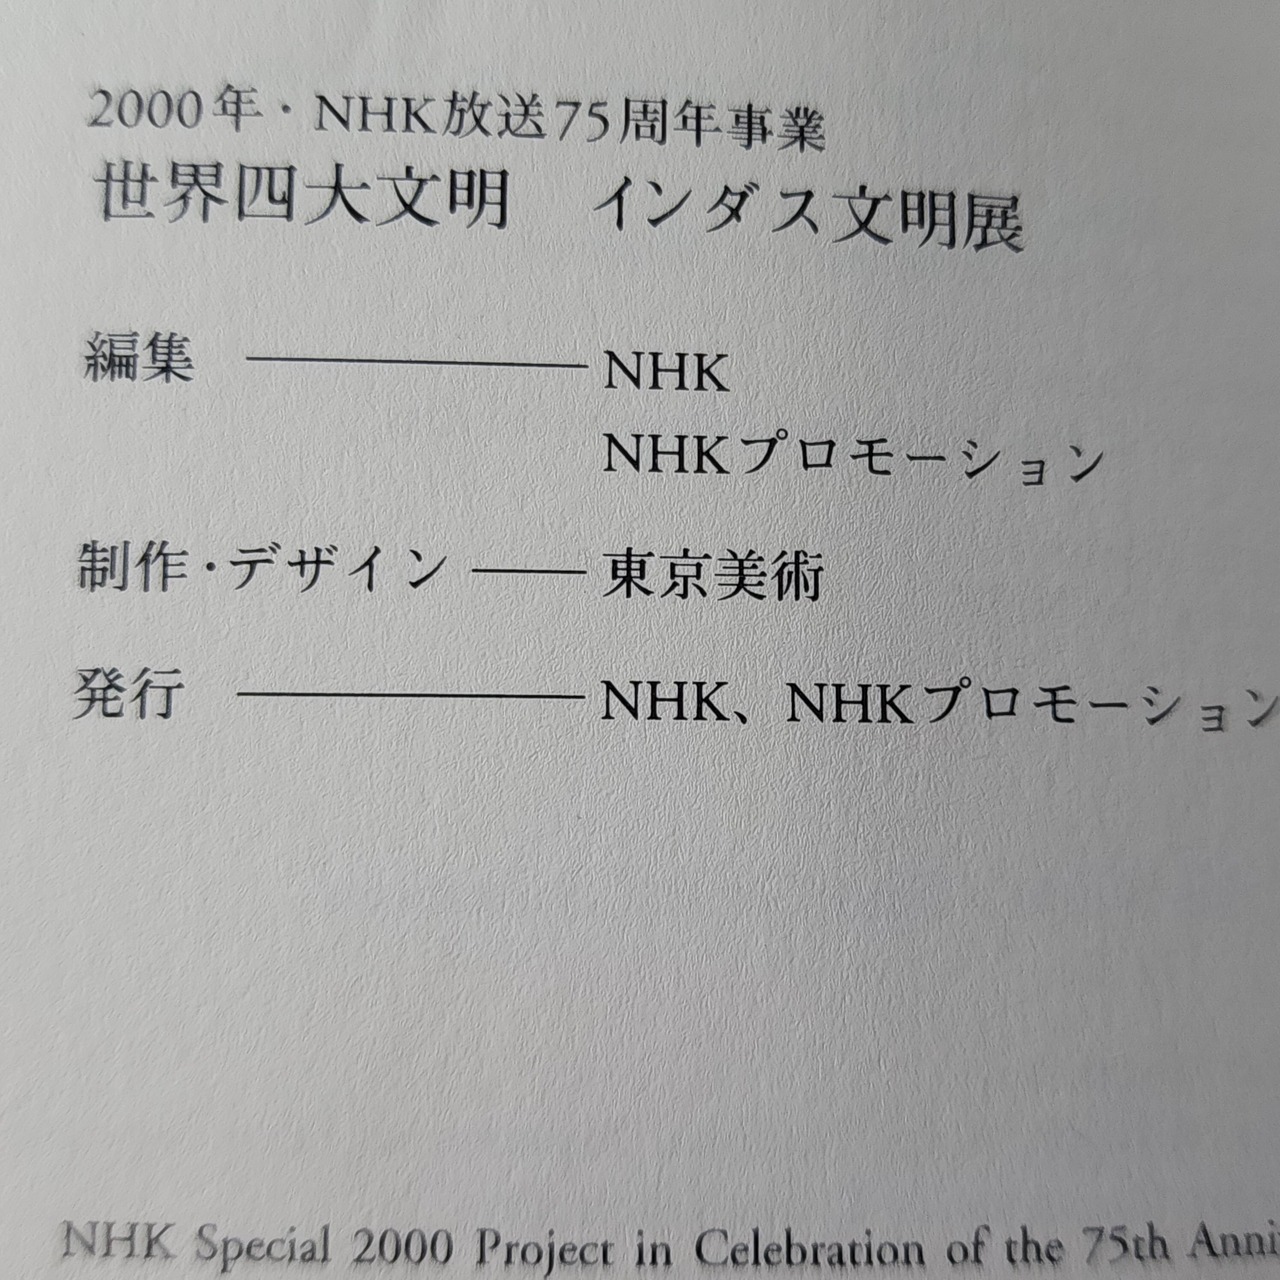 2000年・NHK放送75周年事業
世界四大文明　インダス文明展
編集 ──── NHK
NHKプロモーション
制作・デザイン ── 東京美術
発行 ──── NHK、NHKプロモーション
NHK Special 2000 Project in Celebration of the 75th